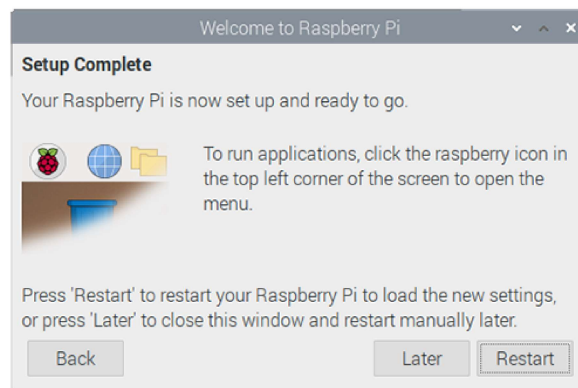 Welcome to Raspberry Pi
Setup Complete
Your Raspberry Pi is now set up and ready to go.
To run applications, click the raspberry icon in
the top left corner of the screen to open the
menu.
Press 'Restart' to restart your Raspberry Pi to load the new settings,
or press 'Later' to close this window and restart manually later.
Back
Later
Restart